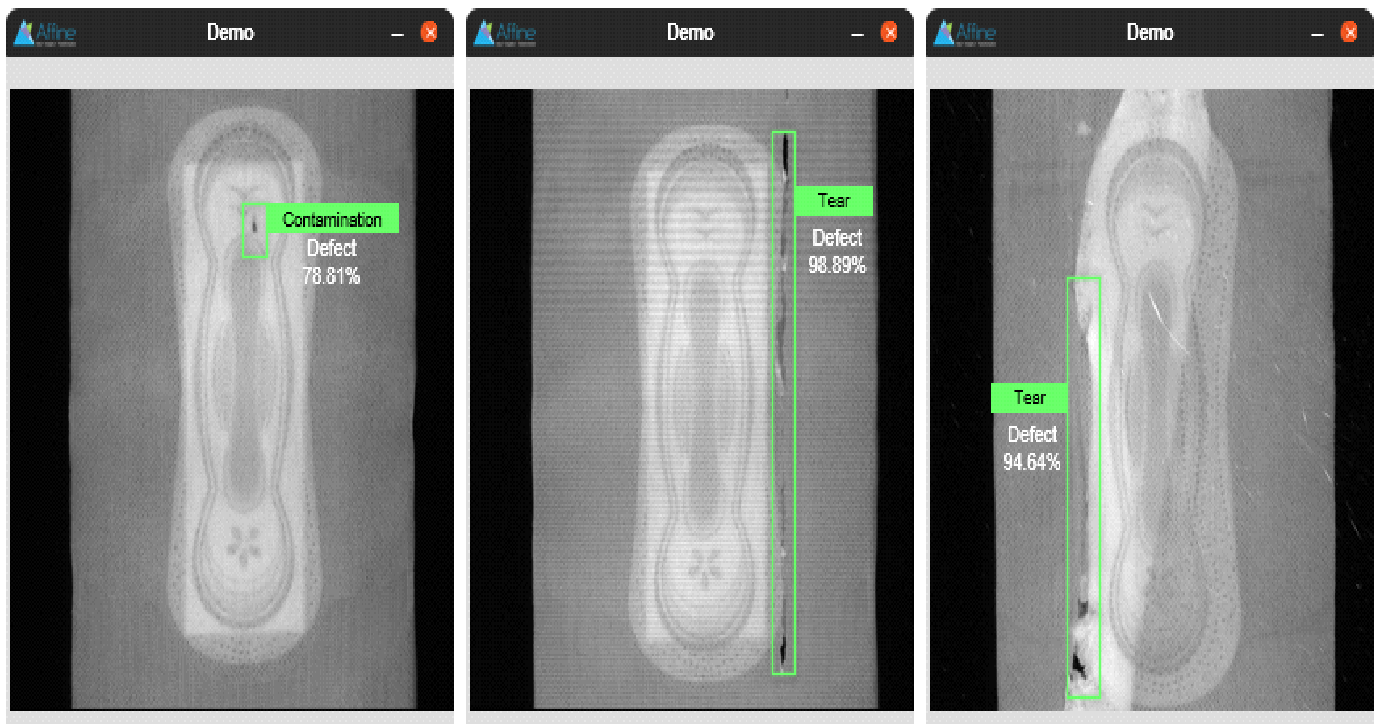 Affine
Demo
Contamination
Defect
78.81%
Affine
Demo
Tear
Defect
98.89%
Affine
Demo
Tear
Defect
94.64%